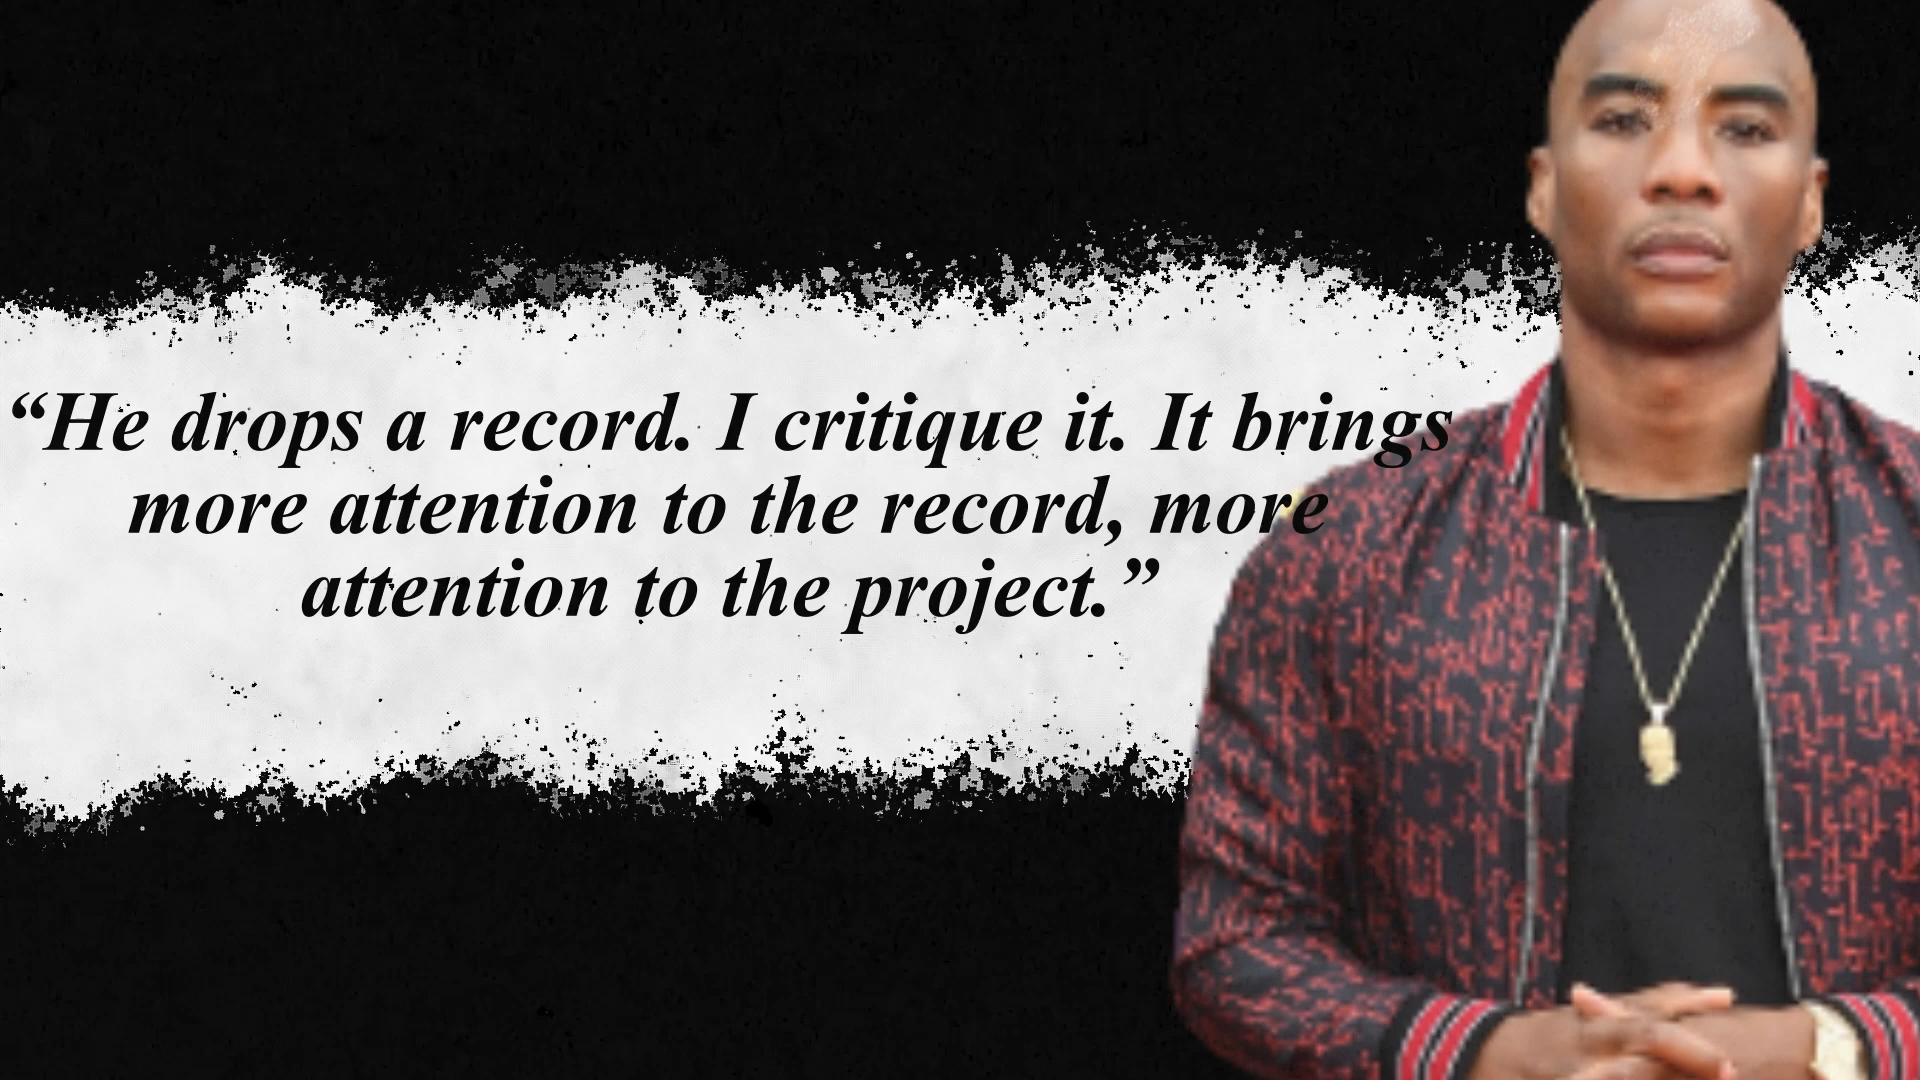 “He drops a record. I critique it. It brings
more attention to the record, more
attention to the project.”